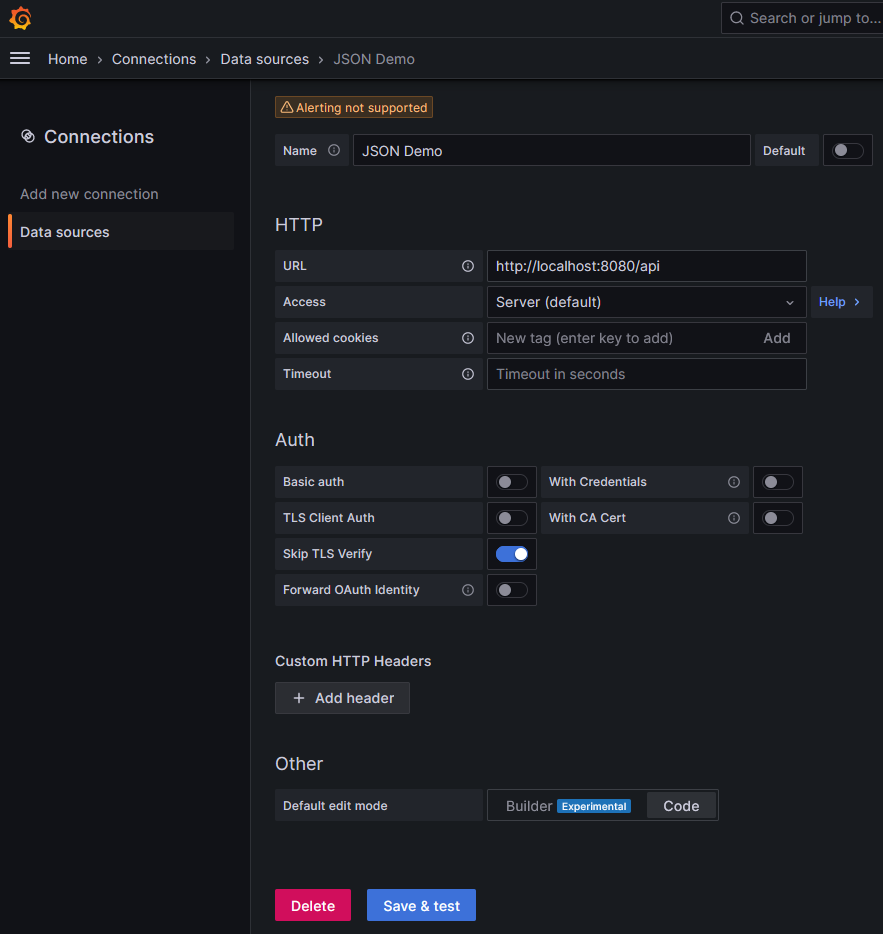 Search or jump to...
Home › Connections › Data sources › JSON Demo
Connections
Add new connection
Data sources
Alerting not supported
Name JSON Demo Default
HTTP
URL http://localhost:8080/api
Access Server (default) Help ›
Allowed cookies New tag (enter key to add) Add
Timeout Timeout in seconds
Auth
Basic auth With Credentials
TLS Client Auth With CA Cert
Skip TLS Verify
Forward OAuth Identity
Custom HTTP Headers
+ Add header
Other
Default edit mode Builder Experimental Code
Delete Save & test